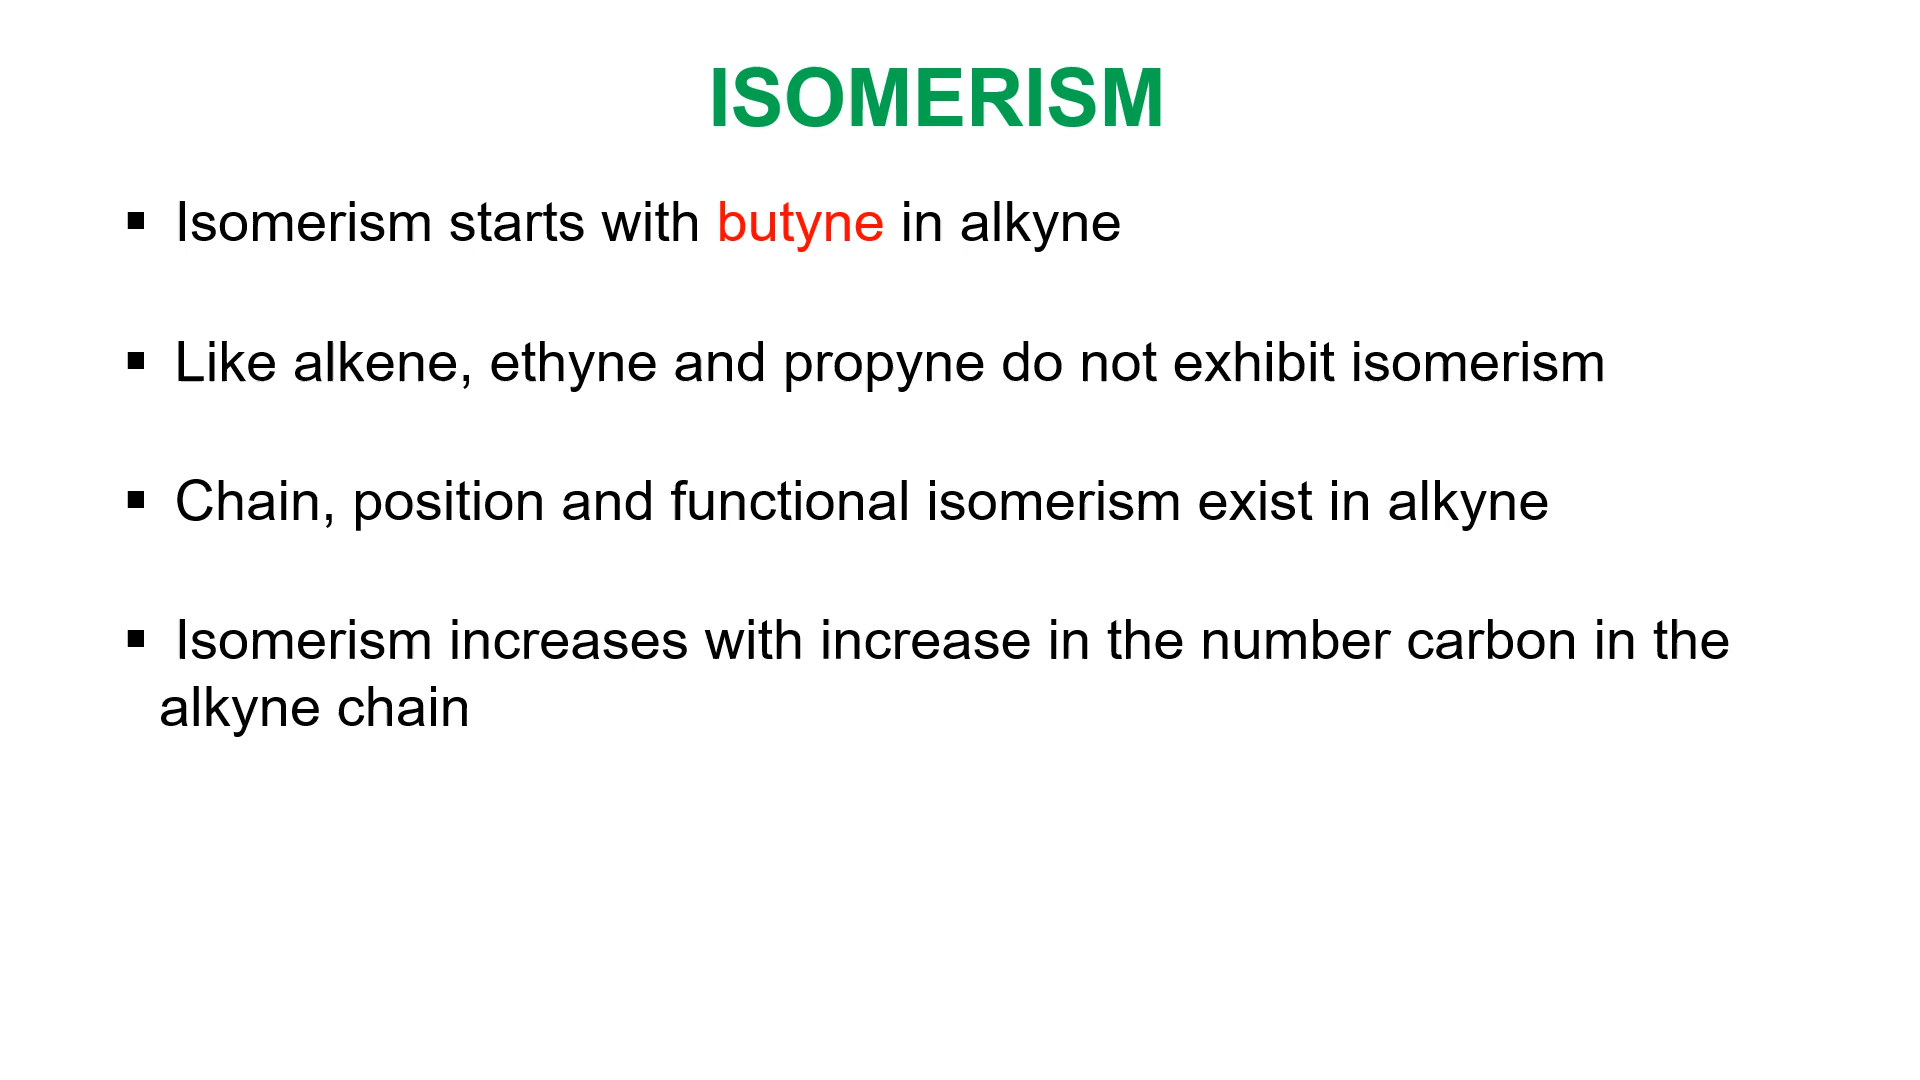 ISOMERISM
▪ Isomerism starts with butyne in alkyne
▪ Like alkene, ethyne and propyne do not exhibit isomerism
▪ Chain, position and functional isomerism exist in alkyne
▪ Isomerism increases with increase in the number carbon in the
alkyne chain